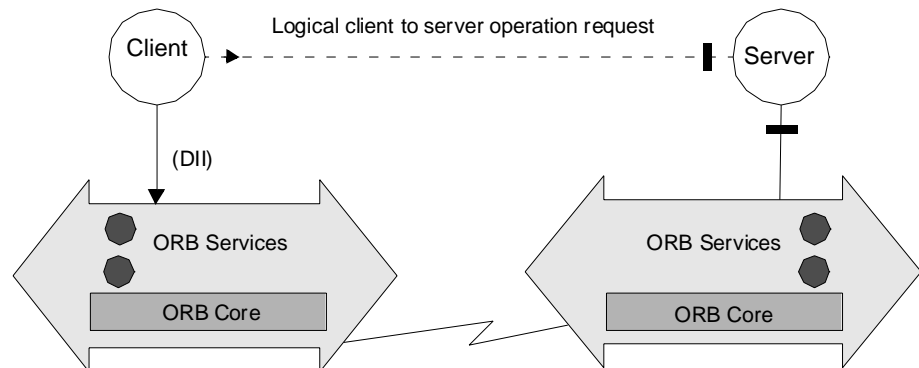 Logical client to server operation request
Client
Server
(DII)
ORB Services
ORB Services
ORB Core
ORB Core